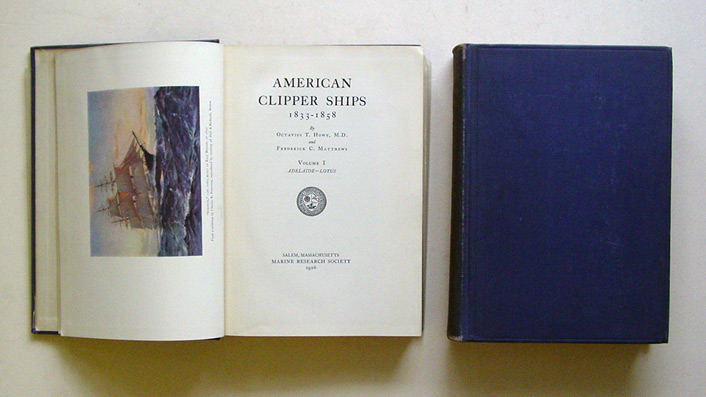 AMERICAN
CLIPPER SHIPS
1833-1858
By
OCTAVIUS T. HOWE, M.D.
and
FREDERICK C. MATTHEWS
VOLUME I
ADELAIDE—LOTUS
SALEM, MASSACHUSETTS
MARINE RESEARCH SOCIETY
1926